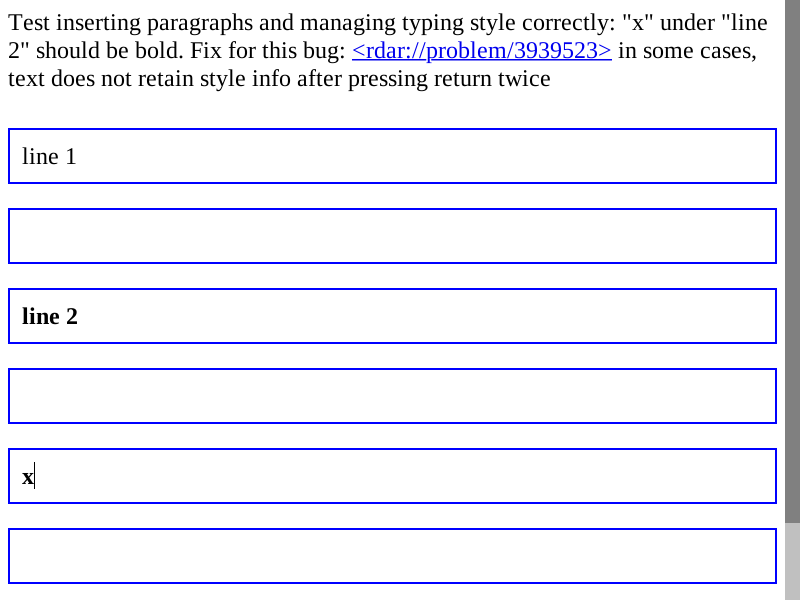 Test inserting paragraphs and managing typing style correctly: "x" under "line
2" should be bold. Fix for this bug: <rdar://problem/3939523> in some cases,
text does not retain style info after pressing return twice
line 1
line 2
x